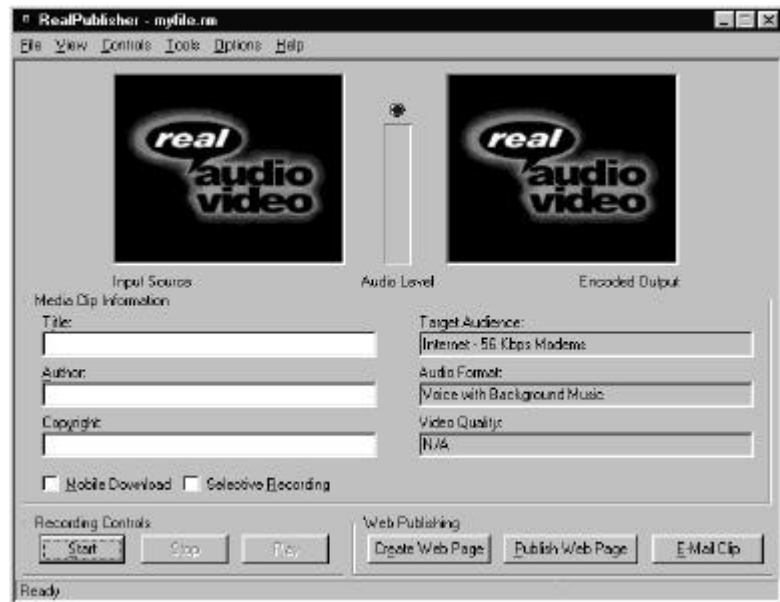 RealPublisher - myfile.rm
File View Controls Tools Options Help
real
audio
video
real
audio
video
Input Source
Audio Level
Encoded Output
Media Clip Information
Title:
Target Audience:
Internet - 56 Kbps Modems
Author:
Audio Format:
Voice with Background Music
Copyright:
Video Quality:
N/A
Mobile Download Selective Recording
Recording Controls
Web Publishing
Start Stop Play Create Web Page Publish Web Page E-Mail Clip
Ready